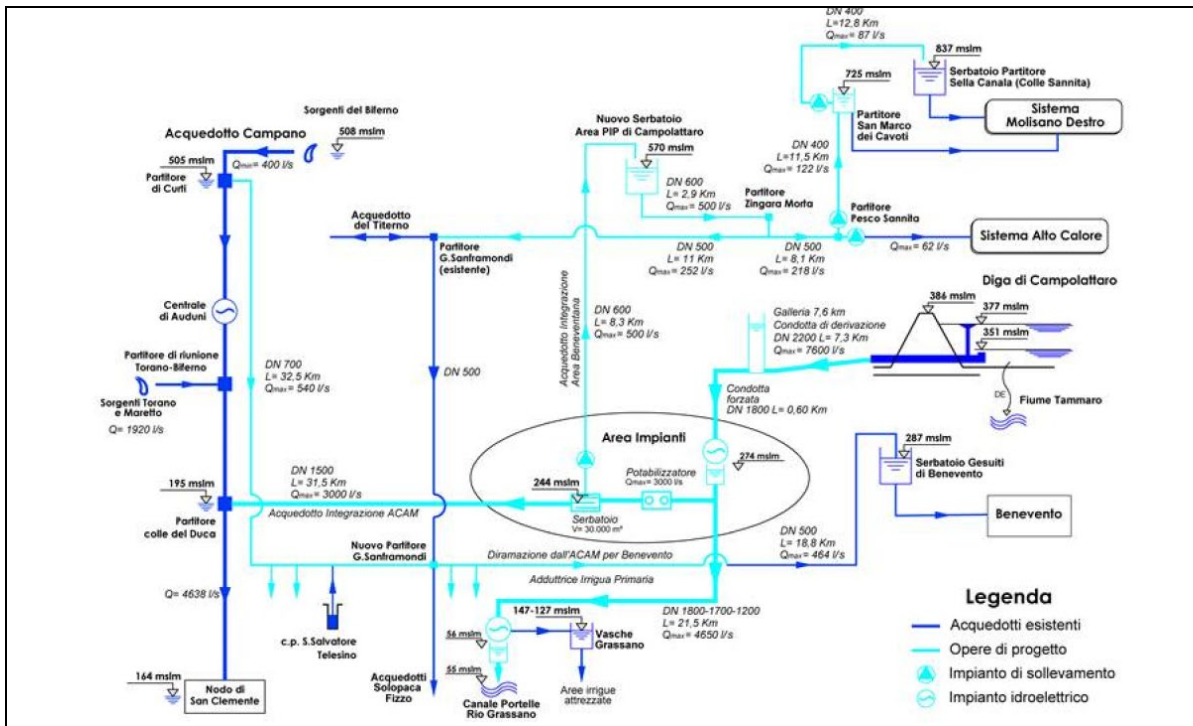 DN 400
L=12,8 Km
Qmax= 87 l/s
837 mslm
Serbatoio Partitore
Sella Canala (Colle Sannita)
725 mslm
Partitore
San Marco
dei Cavoti
Sistema
Molisano Destro
Sorgenti del Biferno
508 mslm
Acquedotto Campano
Qmin= 400 l/s
505 mslm
Partitore
di Curti
Nuovo Serbatoio
Area PIP di Campolattaro
570 mslm
DN 600
L= 2,9 Km
Qmax= 500 l/s
DN 400
L=11,5 Km
Qmax= 122 l/s
Partitore
Zingara Morta
Partitore
Pesco Sannita
Acquedotto
del Titerno
Partitore
G.Sanframondi
(esistente)
DN 500
L= 11 Km
Qmax= 252 l/s
DN 500
L= 8,1 Km
Qmax= 218 l/s
Qmax= 62 l/s
Sistema Alto Calore
Diga di Campolattaro
386 mslm
377 mslm
351 mslm
Galleria 7,6 km
Condotta di derivazione
DN 2200 L= 7,3 Km
Qmax= 7600 l/s
DE
Fiume Tammaro
Centrale
di Auduni
Partitore di riunione
Torano-Biferno
Sorgenti Torano
e Maretto
Q= 1920 l/s
DN 700
L= 32,5 Km
Qmax= 540 l/s
DN 500
Acquedotto Integrazione
Area Beneventana
DN 600
L= 8,3 Km
Qmax= 500 l/s
Condotta
forzata
DN 1800 L= 0,60 Km
Area Impianti
274 mslm
Potabilizzatore
Qmax= 3000 l/s
244 mslm
Serbatoio
V= 30.000 m³
287 mslm
Serbatoio Gesuiti
di Benevento
Benevento
DN 1500
L= 31,5 Km
Qmax= 3000 l/s
Acquedotto Integrazione ACAM
195 mslm
Partitore
colle del Duca
Nuovo Partitore
G.Sanframondi
Diramazione dall'ACAM per Benevento
Adduttrice Irrigua Primaria
DN 500
L= 18,8 Km
Qmax= 464 l/s
Q= 4638 l/s
c.p. S.Salvatore
Telesino
147-127 mslm
DN 1800-1700-1200
L= 21,5 Km
Qmax= 4650 l/s
56 mslm
Vasche
Grassano
55 mslm
164 mslm
Nodo di
San Clemente
Acquedotti
Solopaca
Fizzo
Canale Portelle
Rio Grassano
Aree irrigue
attrezzate
Legenda
Acquedotti esistenti
Opere di progetto
Impianto di sollevamento
Impianto idroelettrico